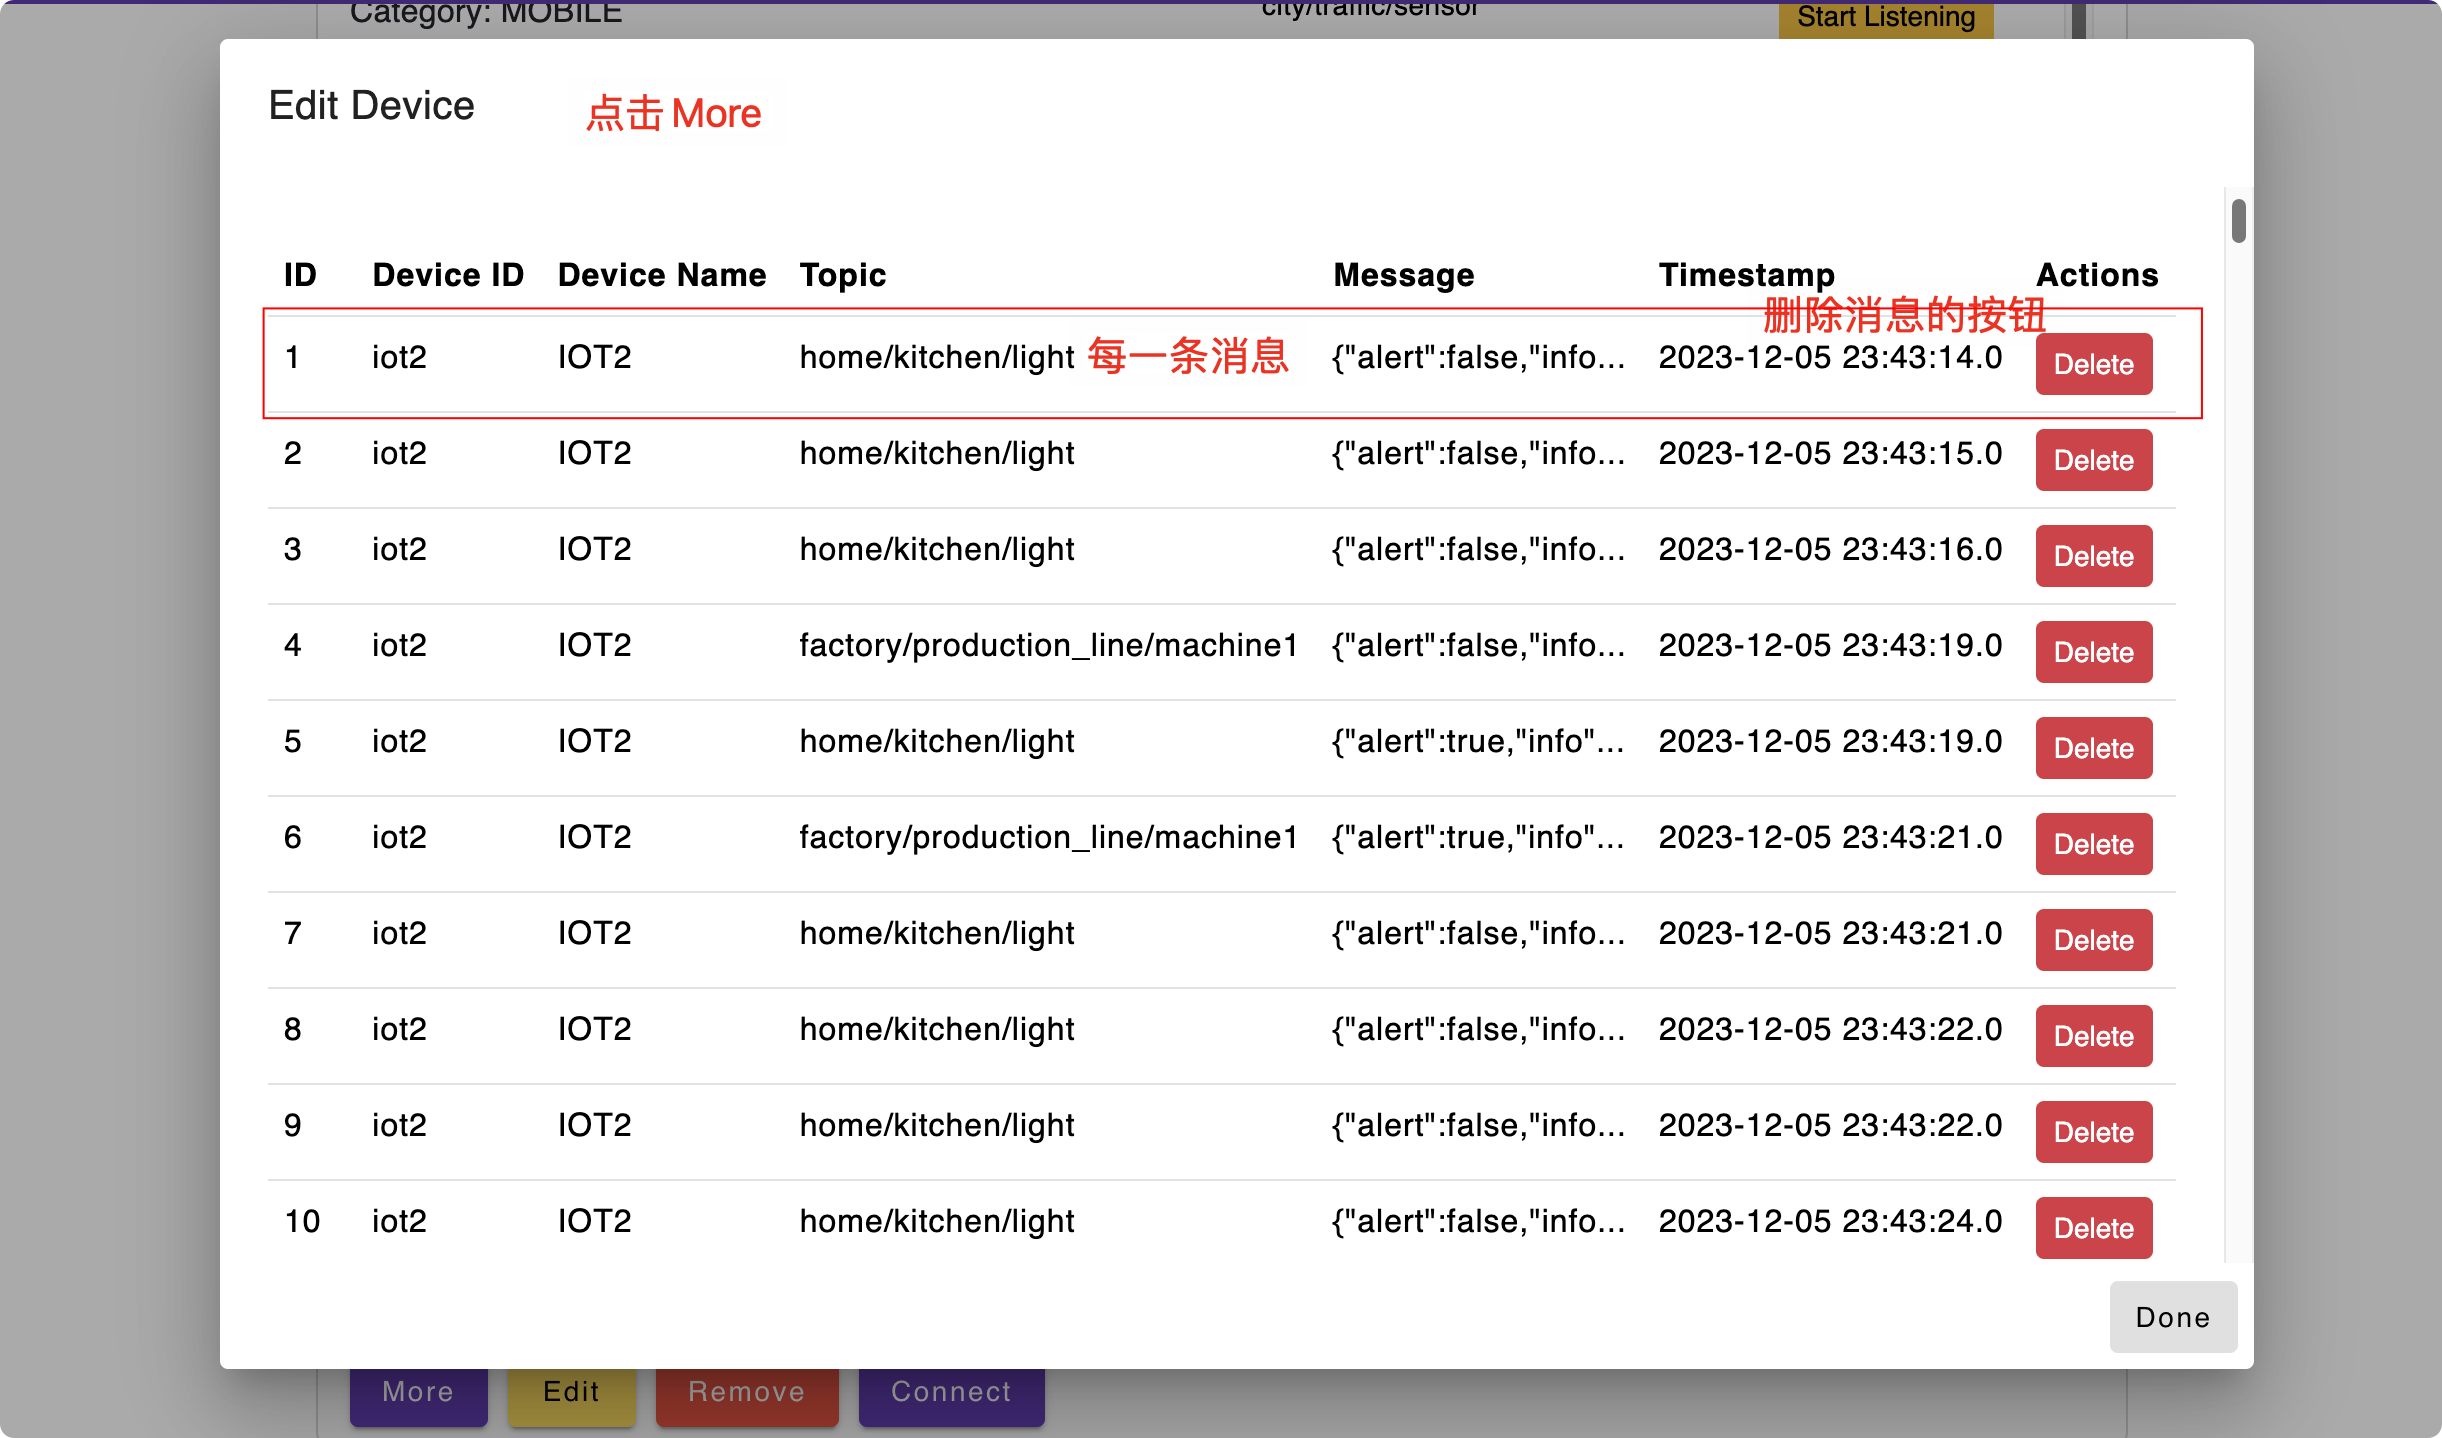 Category: MOBILE city/traffic/sensor Start Listening
Edit Device 点击 More
ID Device ID Device Name Topic Message Timestamp Actions
删除消息的按钮
1 iot2 IOT2 home/kitchen/light 每一条消息 {"alert":false,"info... 2023-12-05 23:43:14.0 Delete
2 iot2 IOT2 home/kitchen/light {"alert":false,"info... 2023-12-05 23:43:15.0 Delete
3 iot2 IOT2 home/kitchen/light {"alert":false,"info... 2023-12-05 23:43:16.0 Delete
4 iot2 IOT2 factory/production_line/machine1 {"alert":false,"info... 2023-12-05 23:43:19.0 Delete
5 iot2 IOT2 home/kitchen/light {"alert":true,"info"... 2023-12-05 23:43:19.0 Delete
6 iot2 IOT2 factory/production_line/machine1 {"alert":true,"info"... 2023-12-05 23:43:21.0 Delete
7 iot2 IOT2 home/kitchen/light {"alert":false,"info... 2023-12-05 23:43:21.0 Delete
8 iot2 IOT2 home/kitchen/light {"alert":false,"info... 2023-12-05 23:43:22.0 Delete
9 iot2 IOT2 home/kitchen/light {"alert":false,"info... 2023-12-05 23:43:22.0 Delete
10 iot2 IOT2 home/kitchen/light {"alert":false,"info... 2023-12-05 23:43:24.0 Delete
Done
More Edit Remove Connect